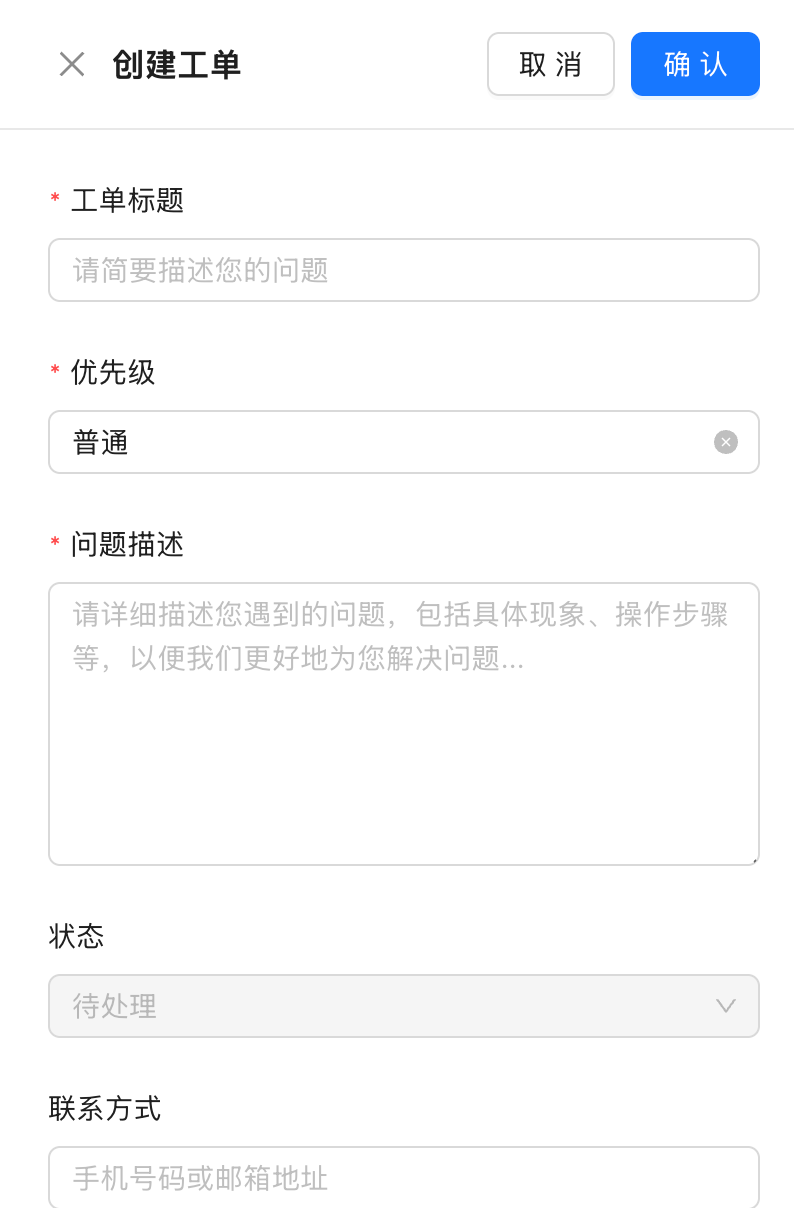 创建工单
取 消
确 认
* 工单标题
请简要描述您的问题
* 优先级
普通
* 问题描述
请详细描述您遇到的问题，包括具体现象、操作步骤
等，以便我们更好地为您解决问题...
状态
待处理
联系方式
手机号码或邮箱地址